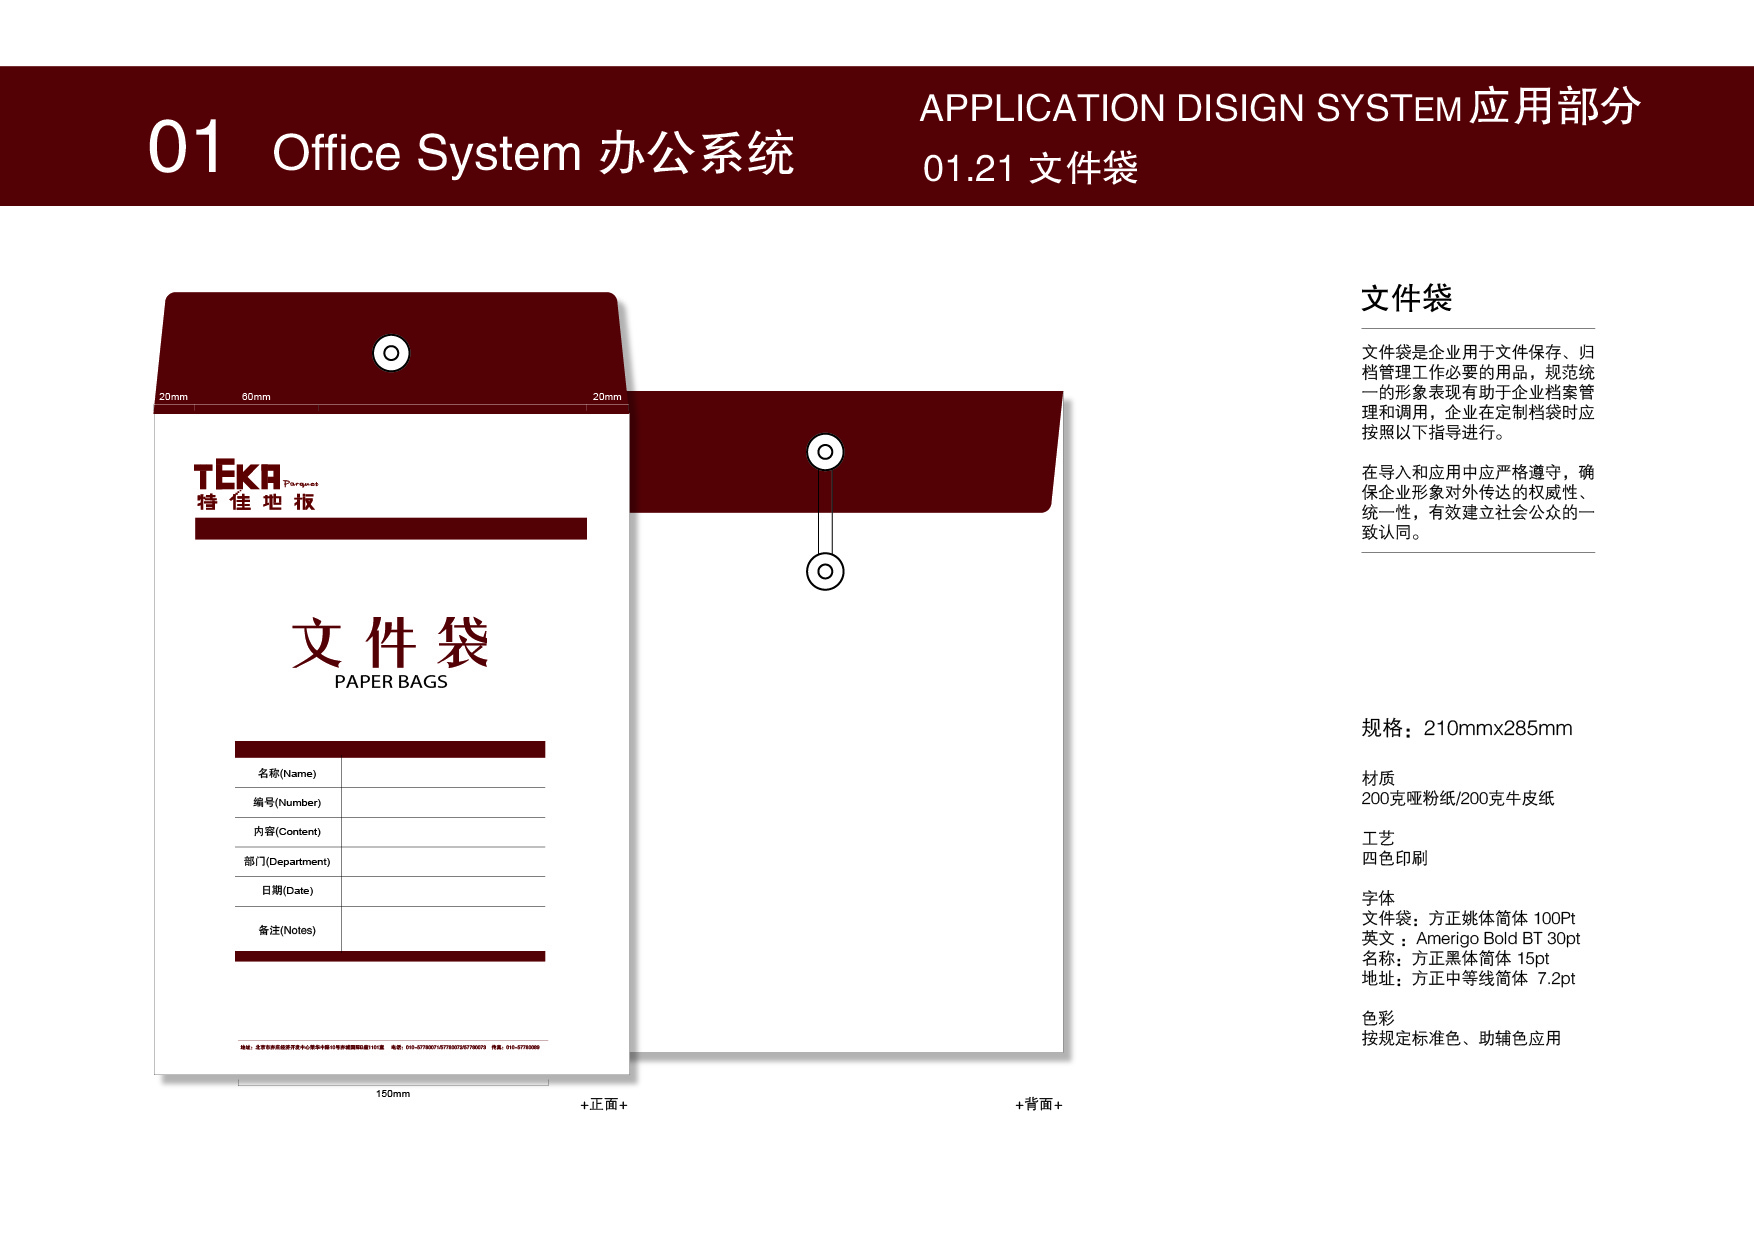 01 Office System 办公系统
APPLICATION DISIGN SYSTEM 应用部分
01.21 文件袋
20mm 60mm 20mm
TEKA Parquet
特佳地板
文件袋
PAPER BAGS
名称(Name)
编号(Number)
内容(Content)
部门(Department)
日期(Date)
备注(Notes)
150mm
+正面+
+背面+
文件袋
文件袋是企业用于文件保存、归
档管理工作必要的用品，规范统
一的形象表现有助于企业档案管
理和调用，企业在定制档袋时应
按照以下指导进行。
在导入和应用中应严格遵守，确
保企业形象对外传达的权威性、
统一性，有效建立社会公众的一
致认同。
规格：210mmx285mm
材质
200克哑粉纸/200克牛皮纸
工艺
四色印刷
字体
文件袋：方正姚体简体 100Pt
英文：Amerigo Bold BT 30pt
名称：方正黑体简体 15pt
地址：方正中等线简体 7.2pt
色彩
按规定标准色、助辅色应用